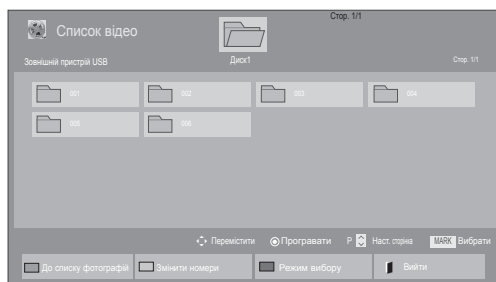 Стор. 1/1
Список відео
Зовнішній пристрій USB
Диск1
Стор. 1/1
001 002 003 004
005 006
Перемістити Програвати P Наст. сторіна MARK Вибрати
До списку фотографій Змінити номери Режим вибору Вийти